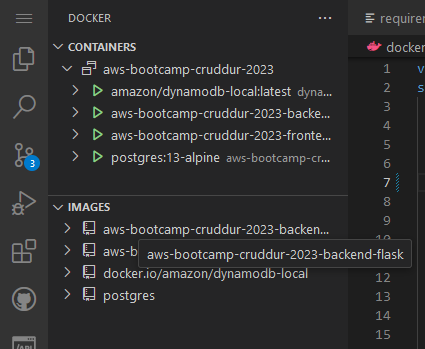 DOCKER
...
CONTAINERS
aws-bootcamp-cruddur-2023
amazon/dynamodb-local:latest dyna...
aws-bootcamp-cruddur-2023-backe...
aws-bootcamp-cruddur-2023-fronte...
postgres:13-alpine aws-bootcamp-cr...
3
IMAGES
aws-bootcamp-cruddur-2023-backen...
aws-b
aws-bootcamp-cruddur-2023-backend-flask
docker.io/amazon/dynamodb-local
postgres
requirem
docke
1 v
2 s
3
4
5
6
7
8
9
10
11
12
13
14
15